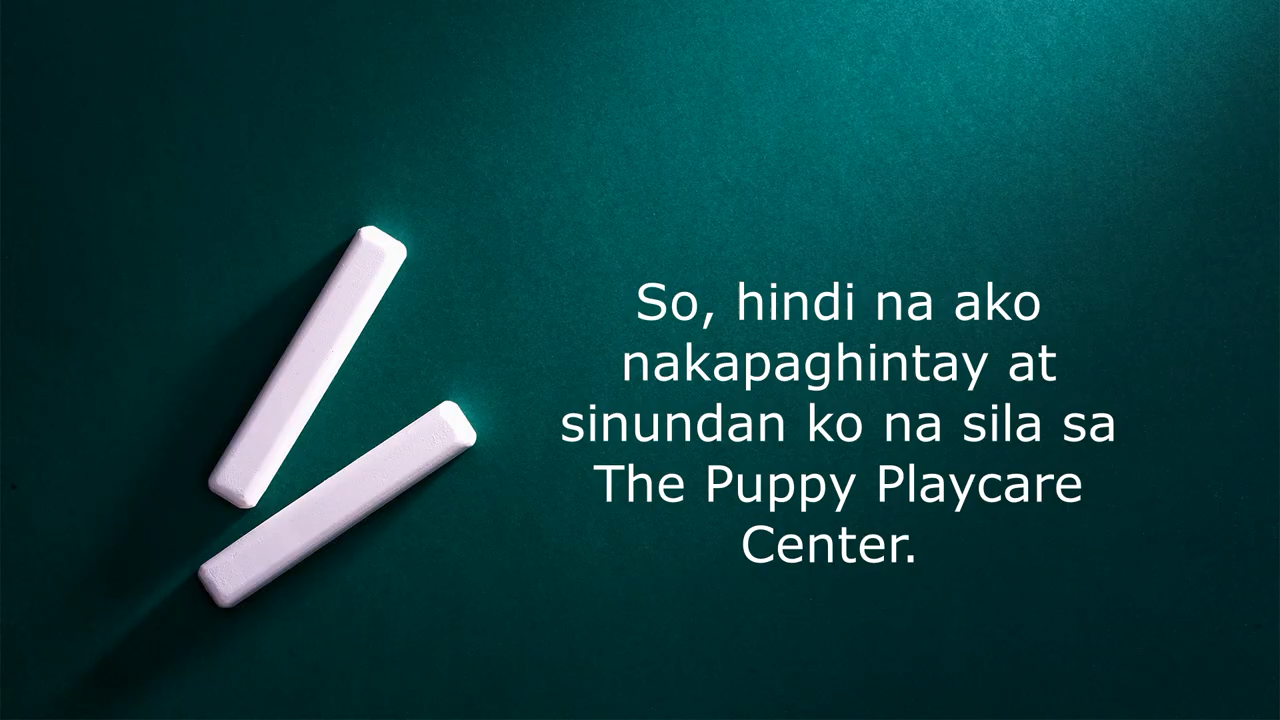 So, hindi na ako
nakapaghintay at
sinundan ko na sila sa
The Puppy Playcare
Center.